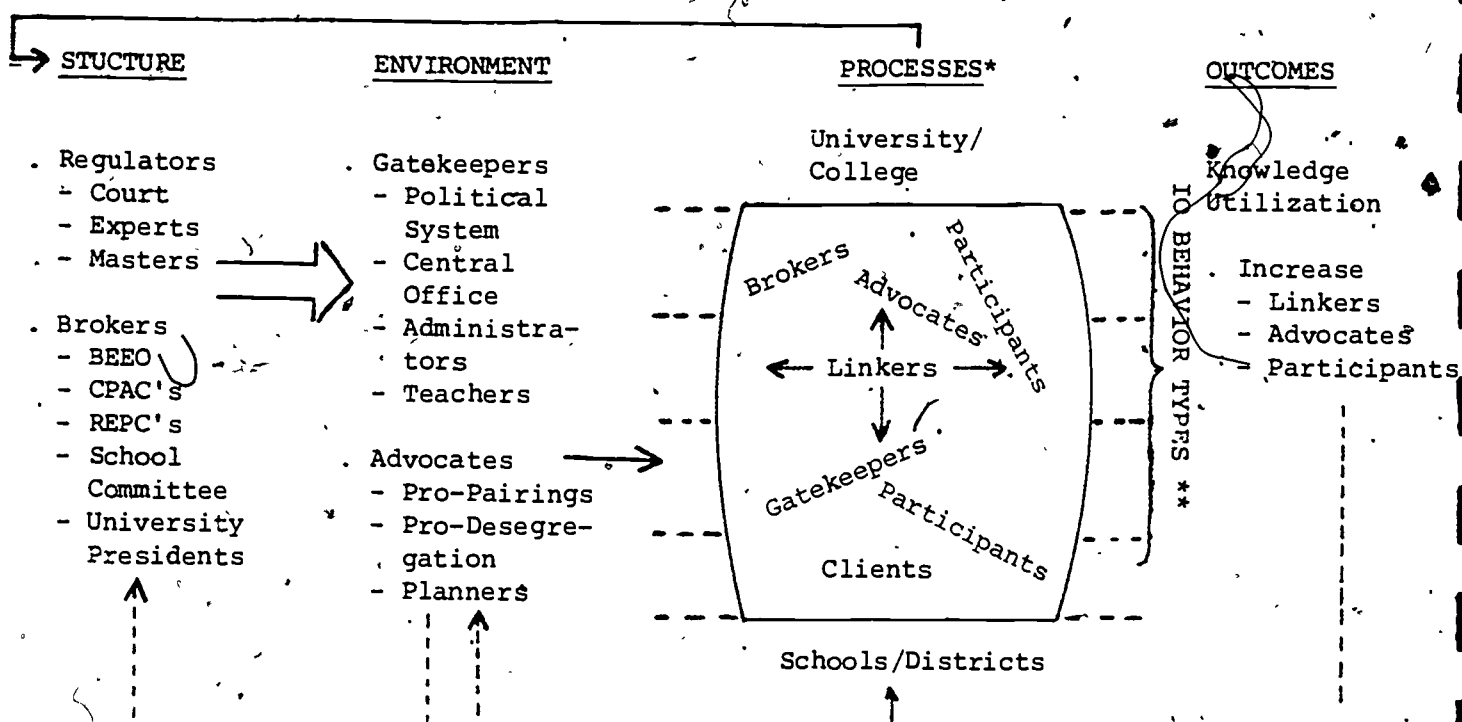 STUCTURE
. Regulators
- Court
- Experts
- Masters
. Brokers
- BEEO
- CPAC's
- REPC's
- School
Committee
- University
Presidents
ENVIRONMENT
. Gatekeepers
- Political
System
- Central
Office
- Administra-
tors
- Teachers
. Advocates
- Pro-Pairings
- Pro-Desegre-
gation
- Planners
PROCESSES*
University/
College
Brokers
Advocates
Participants
Linkers
Gatekeepers
Participants
Clients
Schools/Districts
IO BEHAVIOR TYPES **
OUTCOMES
Knowledge
Utilization
. Increase
- Linkers
- Advocates
- Participants